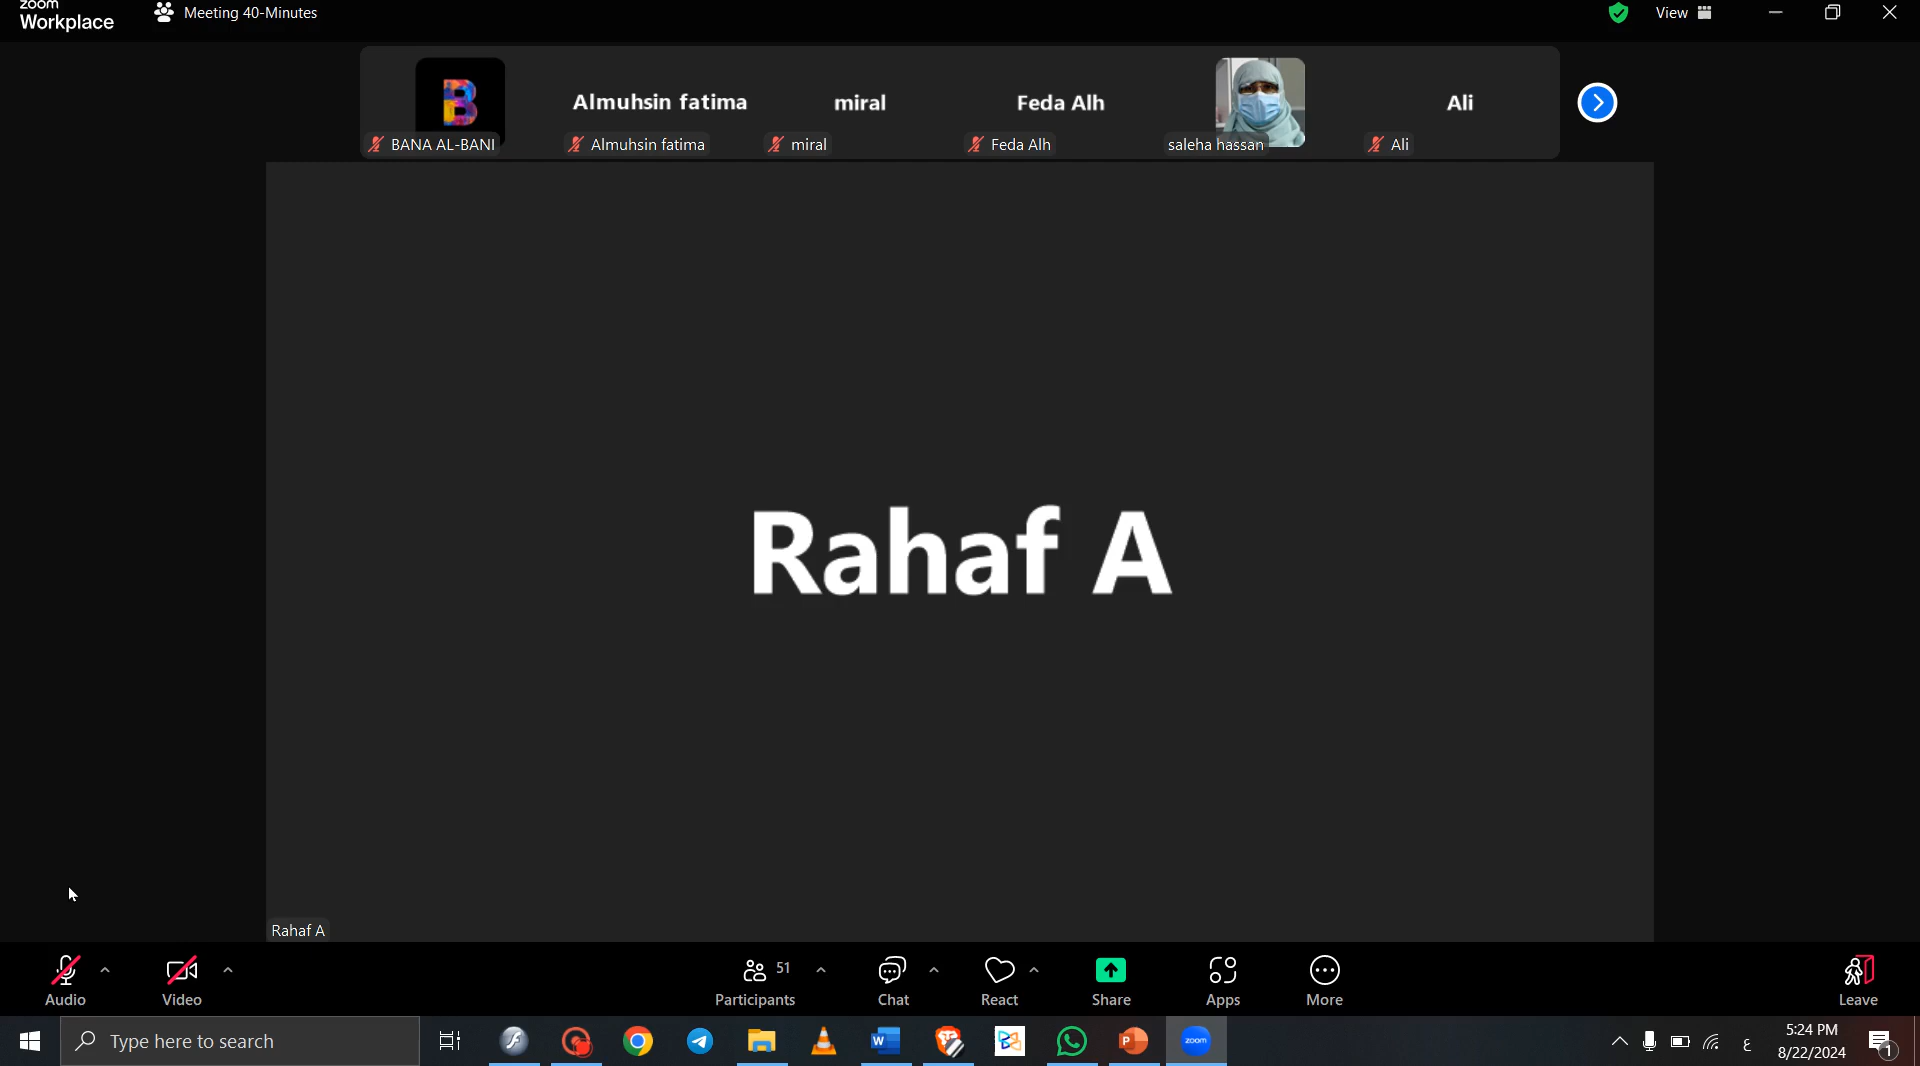 zoom
Workplace
Meeting 40-Minutes
View
Almuhsin fatima
miral
Feda Alh
Ali
BANA AL-BANI
Almuhsin fatima
miral
Feda Alh
saleha hassan
Ali
Rahaf A
Rahaf A
51
Audio
Video
Participants
Chat
React
Share
Apps
More
Leave
Type here to search
W
P
zoom
ع
5:24 PM
8/22/2024
1